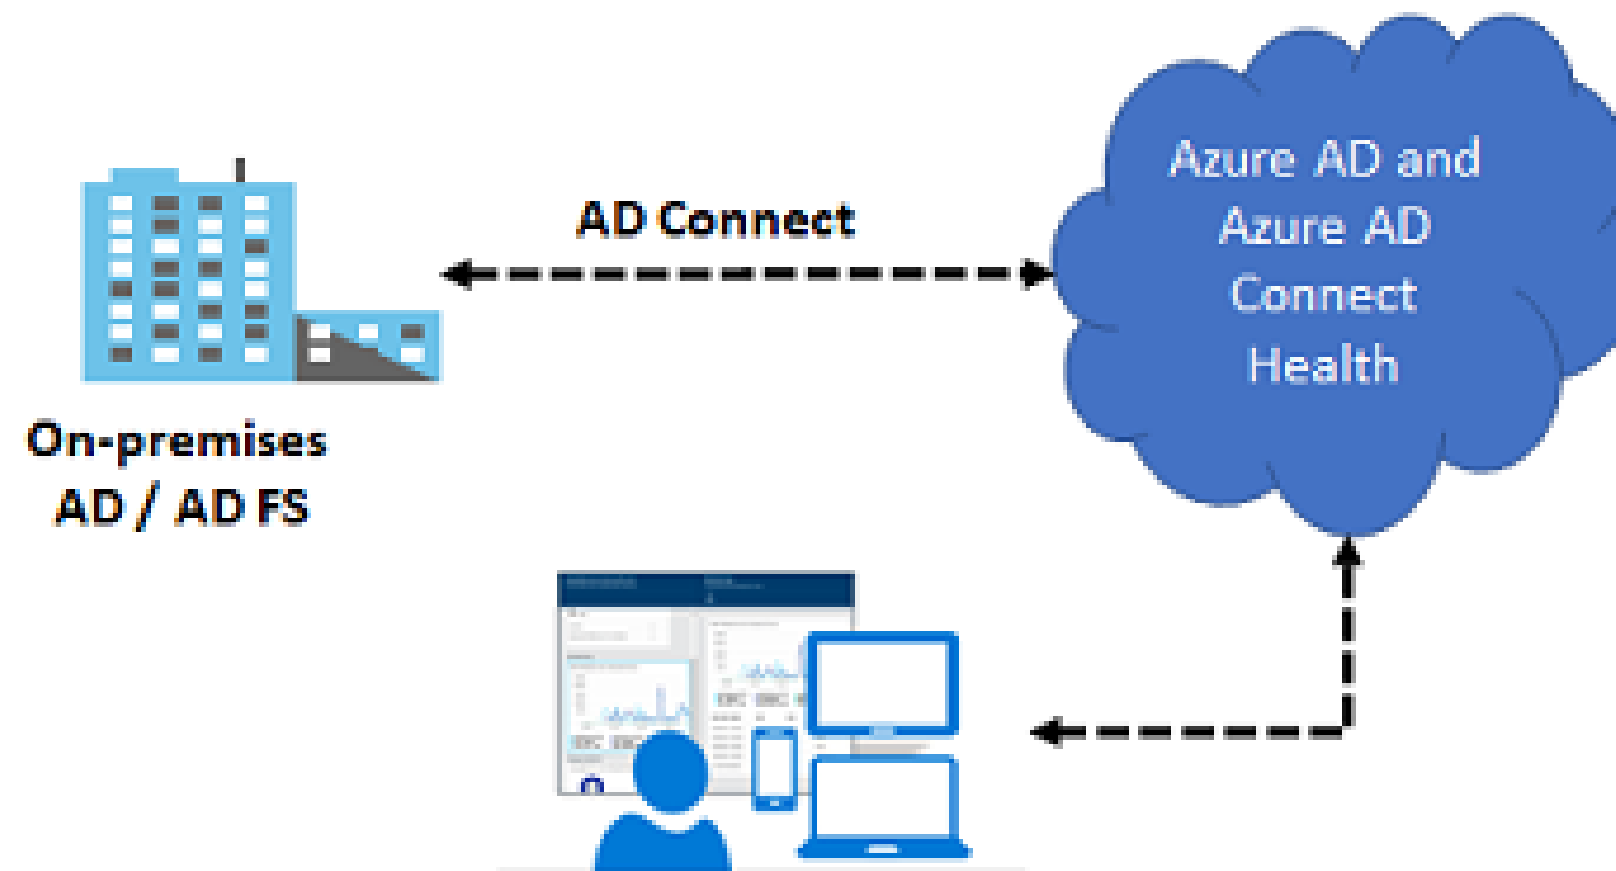 AD Connect
Azure AD and
Azure AD
Connect
Health
On-premises
AD / AD FS